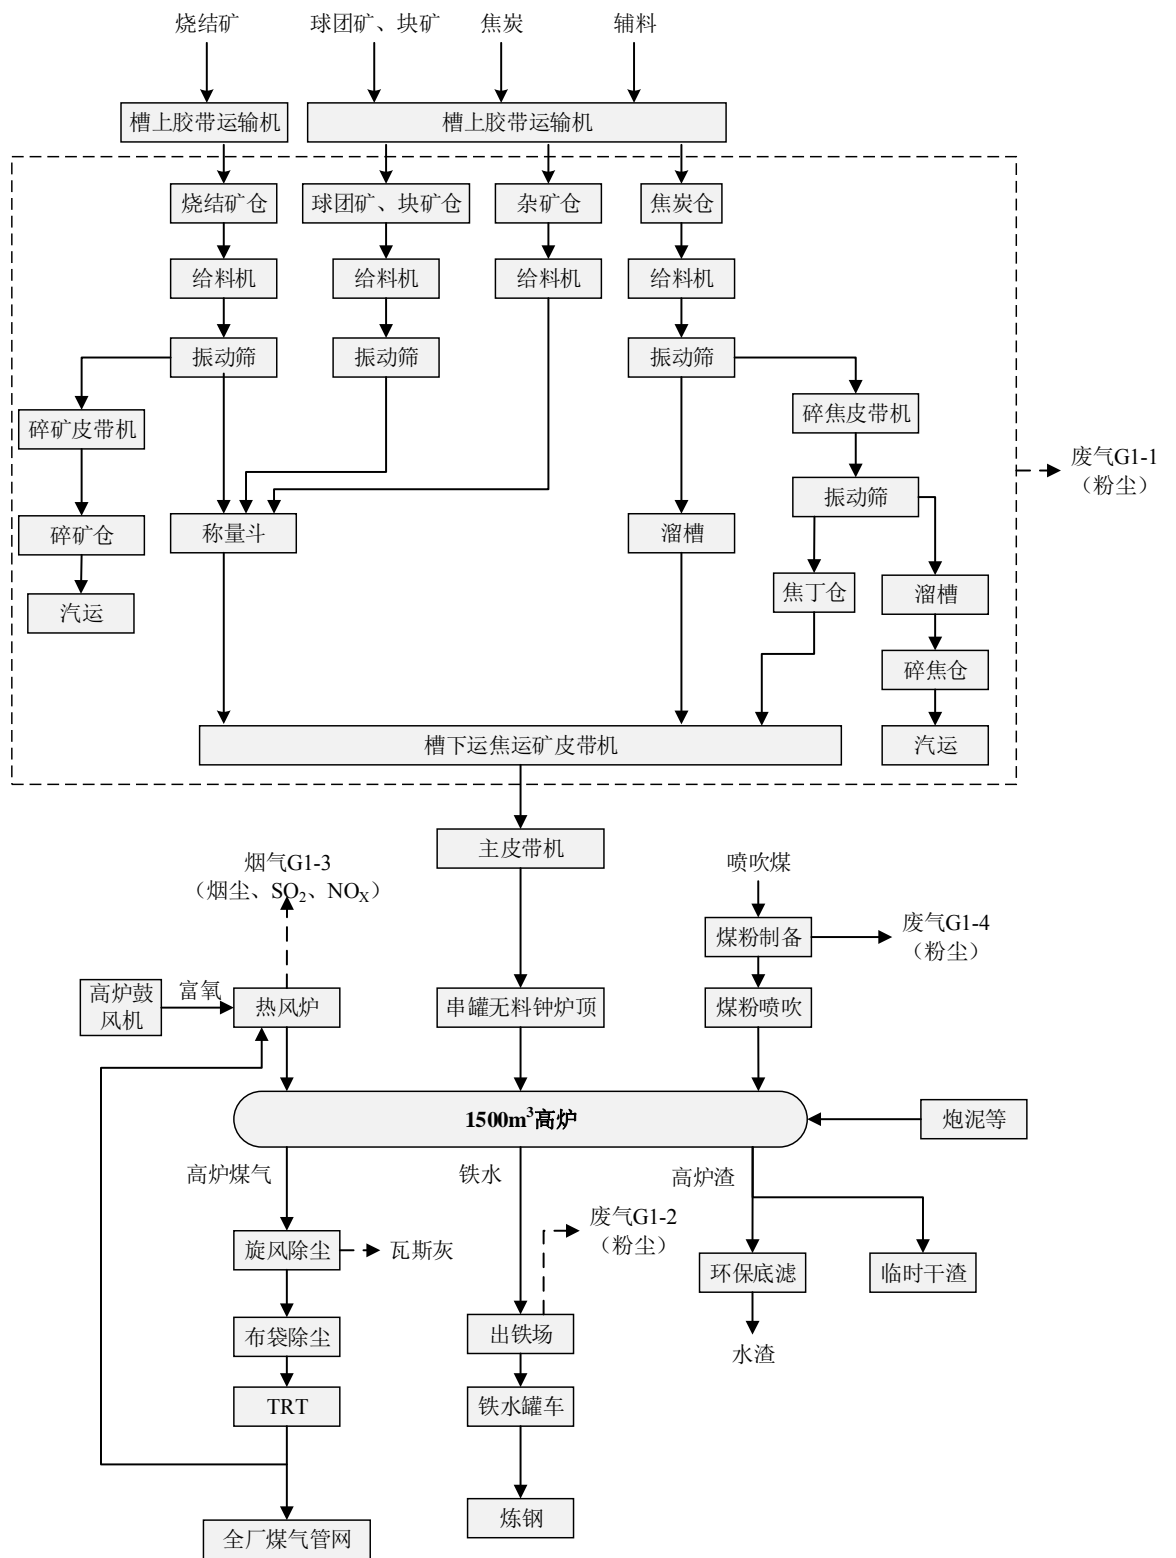 烧结矿
球团矿、块矿
焦炭
辅料
槽上胶带运输机
槽上胶带运输机
烧结矿仓
球团矿、块矿仓
杂矿仓
焦炭仓
给料机
给料机
给料机
给料机
振动筛
振动筛
振动筛
碎矿皮带机
碎焦皮带机
废气G1-1
（粉尘）
振动筛
碎矿仓
称量斗
溜槽
焦丁仓
溜槽
汽运
碎焦仓
槽下运焦运矿皮带机
汽运
主皮带机
烟气G1-3
（烟尘、SO₂、NOX）
喷吹煤
煤粉制备
废气G1-4
（粉尘）
高炉鼓
风机
富氧
热风炉
串罐无料钟炉顶
煤粉喷吹
1500m³高炉
炮泥等
高炉煤气
铁水
高炉渣
废气G1-2
（粉尘）
旋风除尘
瓦斯灰
环保底滤
临时干渣
布袋除尘
出铁场
水渣
TRT
铁水罐车
炼钢
全厂煤气管网